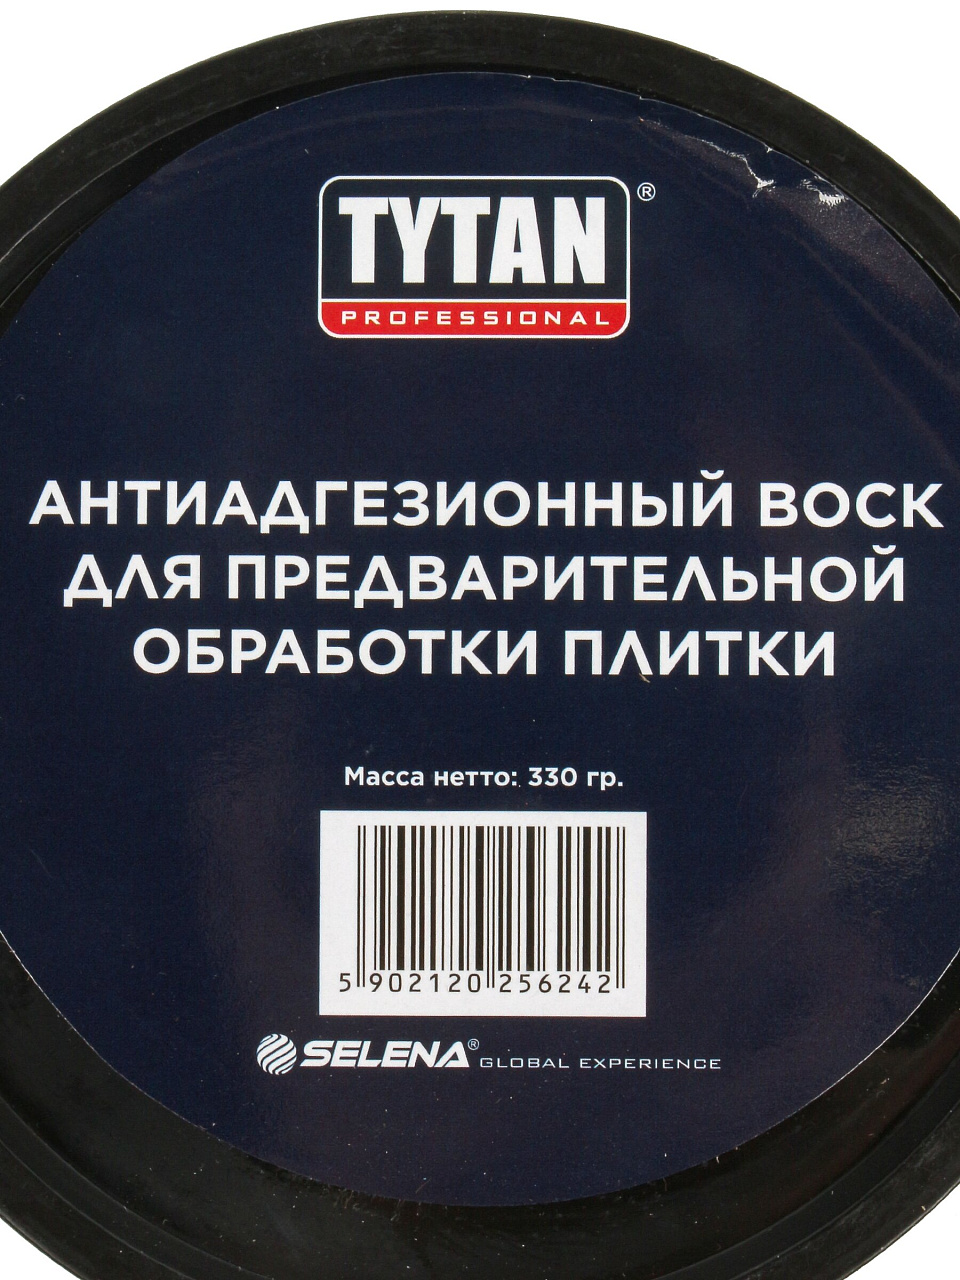 TYTAN ®
PROFESSIONAL
АНТИАДГЕЗИОННЫЙ ВОСК
ДЛЯ ПРЕДВАРИТЕЛЬНОЙ
ОБРАБОТКИ ПЛИТКИ
Масса нетто: 330 гр.
5 902120 256242
SELENA® GLOBAL EXPERIENCE